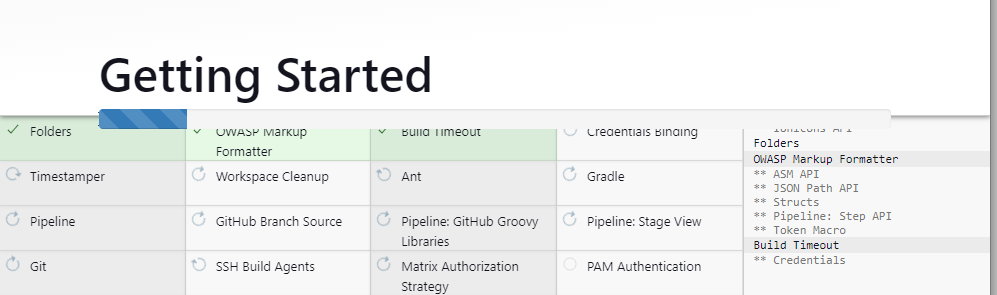 Getting Started
Folders
OWASP Markup
Formatter
Build Timeout
Credentials Binding
Timestamper
Workspace Cleanup
Ant
Gradle
Pipeline
GitHub Branch Source
Pipeline: GitHub Groovy
Libraries
Pipeline: Stage View
Git
SSH Build Agents
Matrix Authorization
Strategy
PAM Authentication
Ionicons API
Folders
OWASP Markup Formatter
** ASM API
** JSON Path API
** Structs
** Pipeline: Step API
** Token Macro
Build Timeout
** Credentials